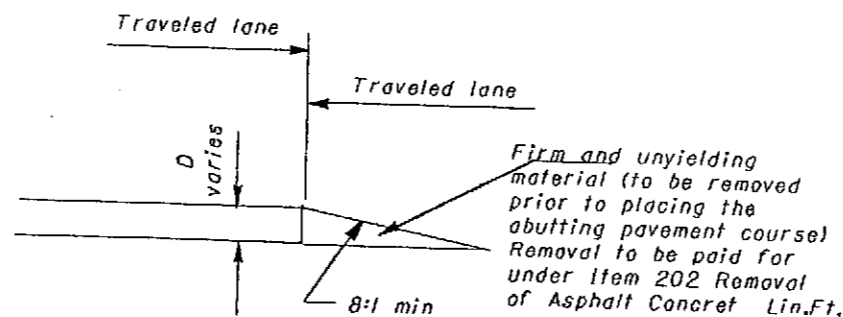 Traveled lane
Traveled lane
D
varies
Firm and unyielding
material (to be removed
prior to placing the
abutting pavement course)
Removal to be paid for
under Item 202 Removal
of Asphalt Concret Lin.Ft.
8:1 min